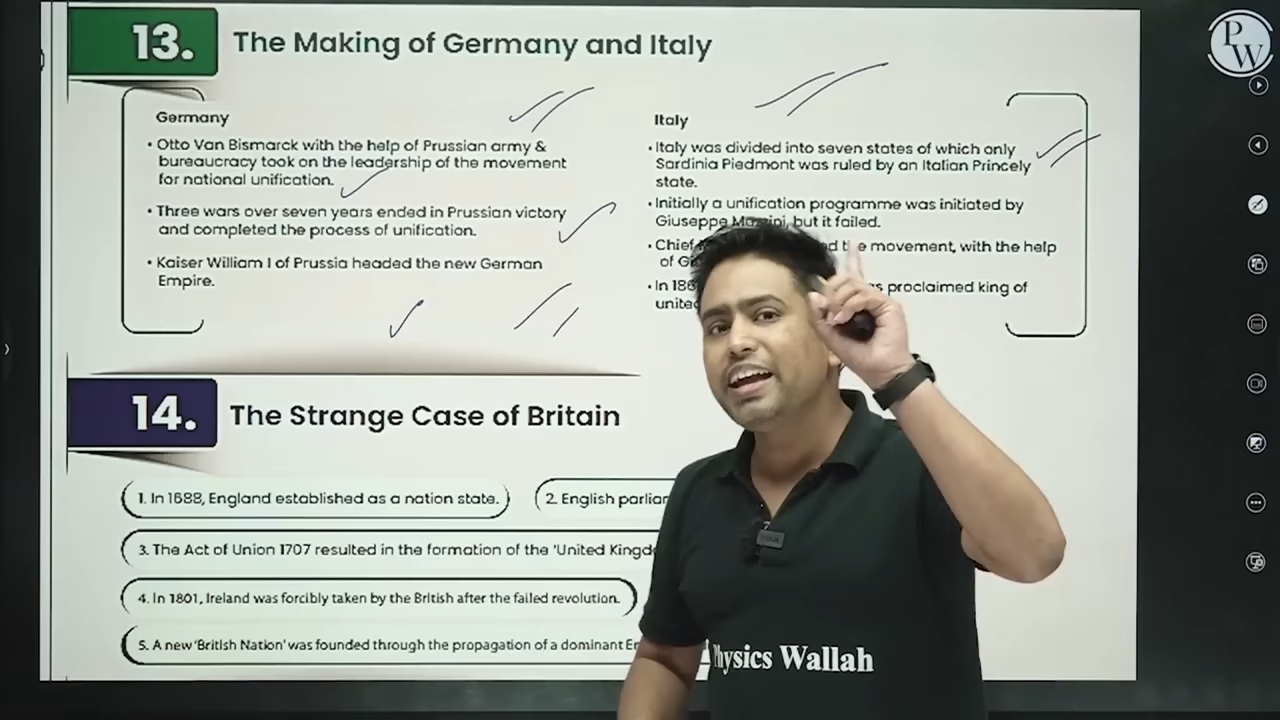 13. The Making of Germany and Italy
Germany
• Otto Van Bismarck with the help of Prussian army &
bureaucracy took on the leadership of the movement
for national unification.
• Three wars over seven years ended in Prussian victory
and completed the process of unification.
• Kaiser William I of Prussia headed the new German
Empire.
Italy
• Italy was divided into seven states of which only
Sardinia Piedmont was ruled by an Italian Princely
state.
• Initially a unification programme was initiated by
Giuseppe but it failed.
• Chief movement, with the help
of
• In proclaimed king of
14. The Strange Case of Britain
1. In 1688, England established as a nation state.
2. English
3. The Act of Union 1707 resulted in the formation of the 'United
4. In 1801, Ireland was forcibly taken by the British after the failed revolution.
5. A new 'British Nation' was founded through the propagation of a dominant
Physics Wallah
PW